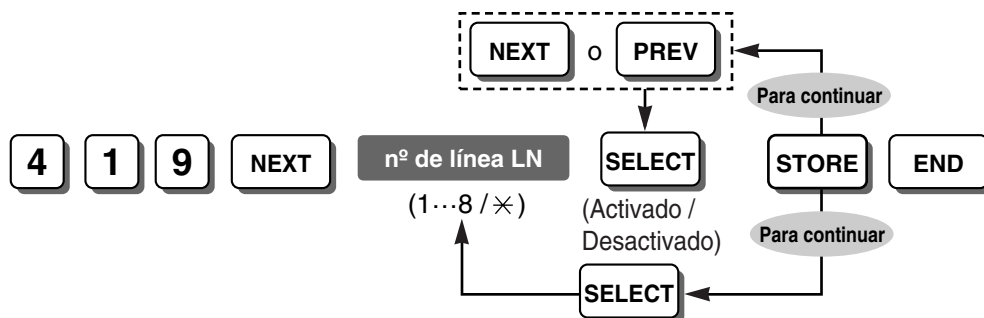 NEXT o PREV
Para continuar
4 1 9 NEXT nº de línea LN SELECT STORE END
(1···8 / ✳) (Activado /
Desactivado) Para continuar
SELECT